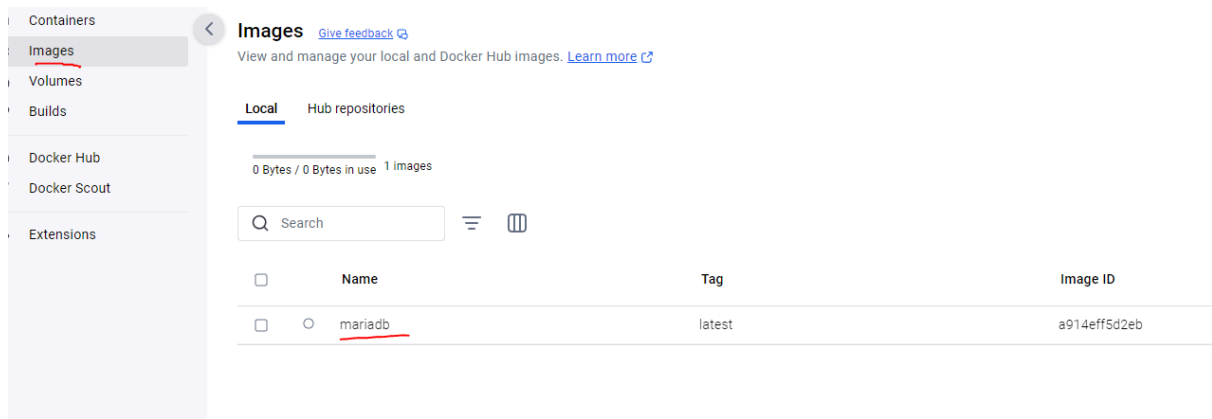 Containers
Images
Volumes
Builds
Docker Hub
Docker Scout
Extensions
Images Give feedback
View and manage your local and Docker Hub images. Learn more
Local Hub repositories
0 Bytes / 0 Bytes in use 1 images
Search
Name Tag Image ID
mariadb latest a914eff5d2eb